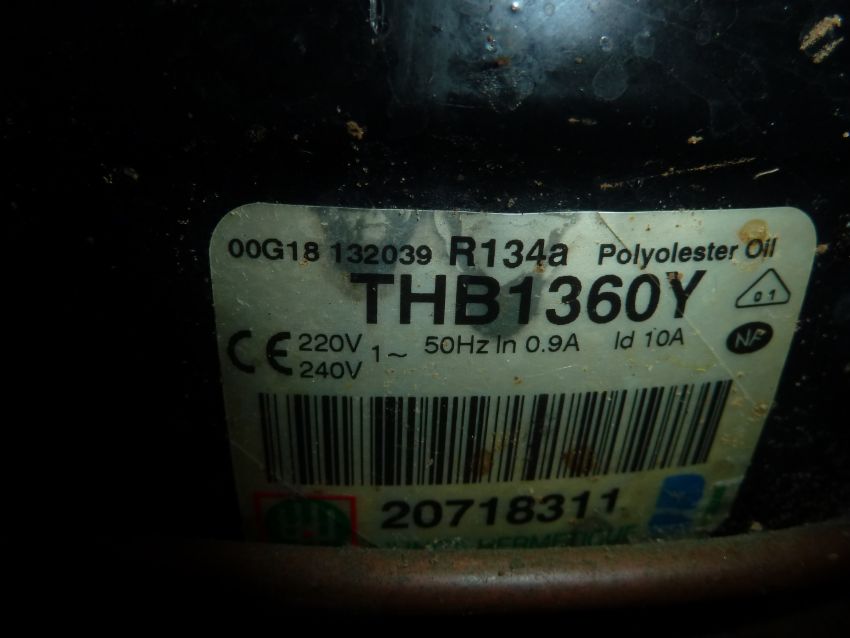 00G18 132039 R134a Polyolester Oil
THB1360Y
01
CE 220V 1~ 50Hz In 0.9A Id 10A NF
240V
20718311
HERMETIQUE